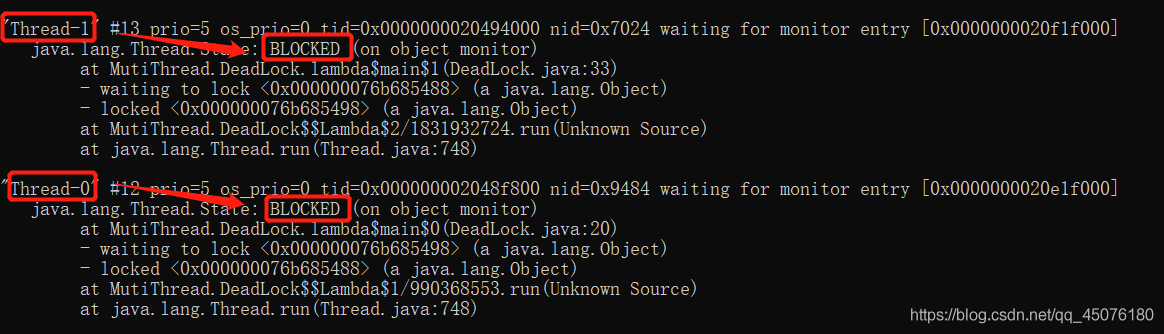 "Thread-1" #13 prio=5 os_prio=0 tid=0x0000000020494000 nid=0x7024 waiting for monitor entry [0x0000000020f1f000]
java.lang.Thread.State: BLOCKED (on object monitor)
at MutiThread.DeadLock.lambda$main$1(DeadLock.java:33)
- waiting to lock <0x000000076b685488> (a java.lang.Object)
- locked <0x000000076b685498> (a java.lang.Object)
at MutiThread.DeadLock$$Lambda$2/1831932724.run(Unknown Source)
at java.lang.Thread.run(Thread.java:748)
"Thread-0" #12 prio=5 os_prio=0 tid=0x000000002048f800 nid=0x9484 waiting for monitor entry [0x0000000020e1f000]
java.lang.Thread.State: BLOCKED (on object monitor)
at MutiThread.DeadLock.lambda$main$0(DeadLock.java:20)
- waiting to lock <0x000000076b685498> (a java.lang.Object)
- locked <0x000000076b685488> (a java.lang.Object)
at MutiThread.DeadLock$$Lambda$1/990368553.run(Unknown Source)
at java.lang.Thread.run(Thread.java:748)
https://blog.csdn.net/qq_45076180